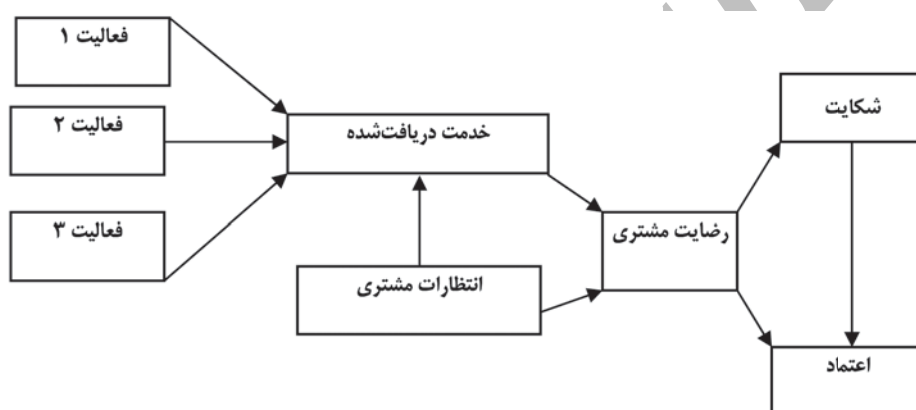 فعالیت ۱
فعالیت ۲
فعالیت ۳
خدمت دریافت‌شده
انتظارات مشتری
رضایت مشتری
شکایت
اعتماد